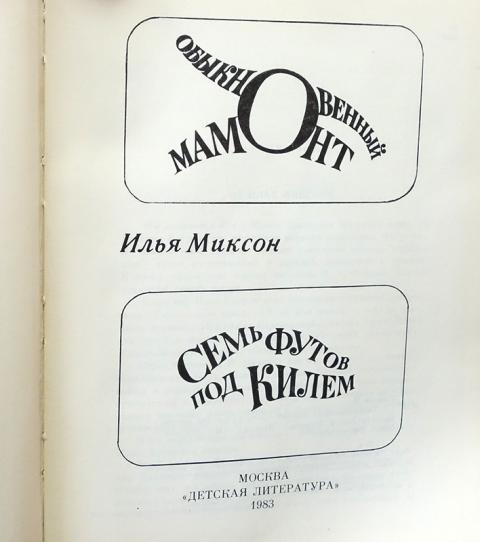 ОБЫКНОВЕННЫЙ
МАМОНТ
Илья Миксон
СЕМЬ ФУТОВ
ПОД КИЛЕМ
МОСКВА
«ДЕТСКАЯ ЛИТЕРАТУРА»
1983